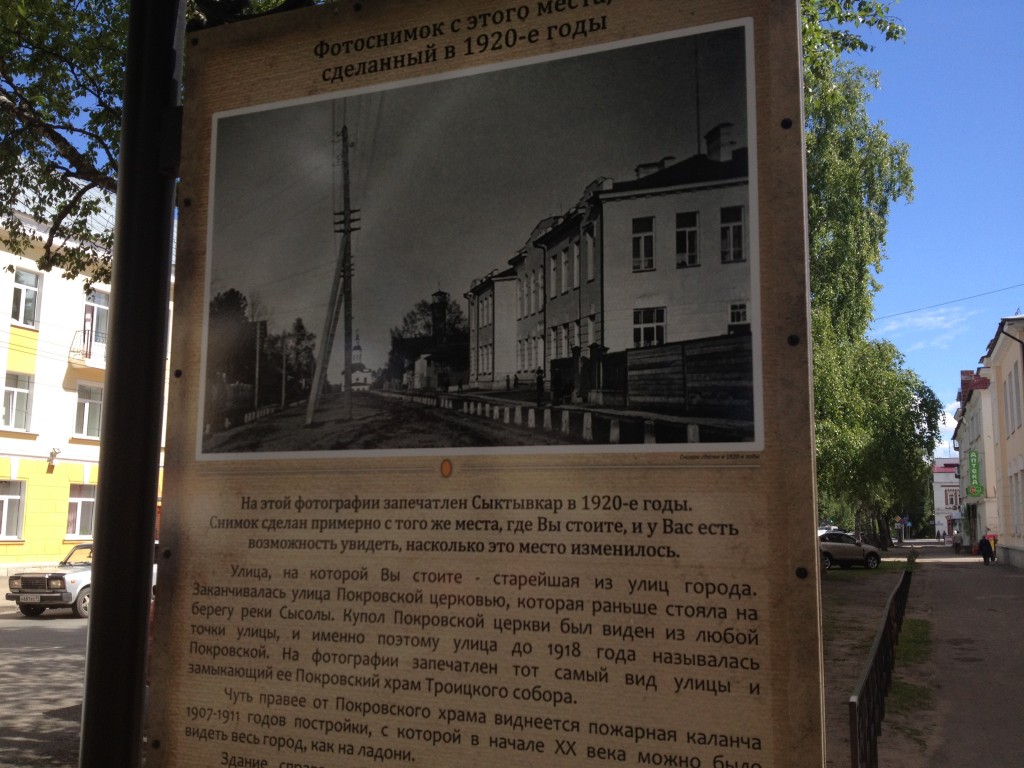 Фотоснимок с этого места,
сделанный в 1920-е годы
На этой фотографии запечатлен Сыктывкар в 1920-е годы.
Снимок сделан примерно с того же места, где Вы стоите, и у Вас есть
возможность увидеть, насколько это место изменилось.
Улица, на которой Вы стоите - старейшая из улиц города.
Заканчивалась улица Покровской церковью, которая раньше стояла на
берегу реки Сысолы. Купол Покровской церкви был виден из любой
точки улицы, и именно поэтому улица до 1918 года называлась
Покровской. На фотографии запечатлен тот самый вид улицы и
замыкающий ее Покровский храм Троицкого собора.
Чуть правее от Покровского храма виднеется пожарная каланча
1907-1911 годов постройки, с которой в начале XX века можно было
видеть весь город, как на ладони.
Здание
АПТЕКА